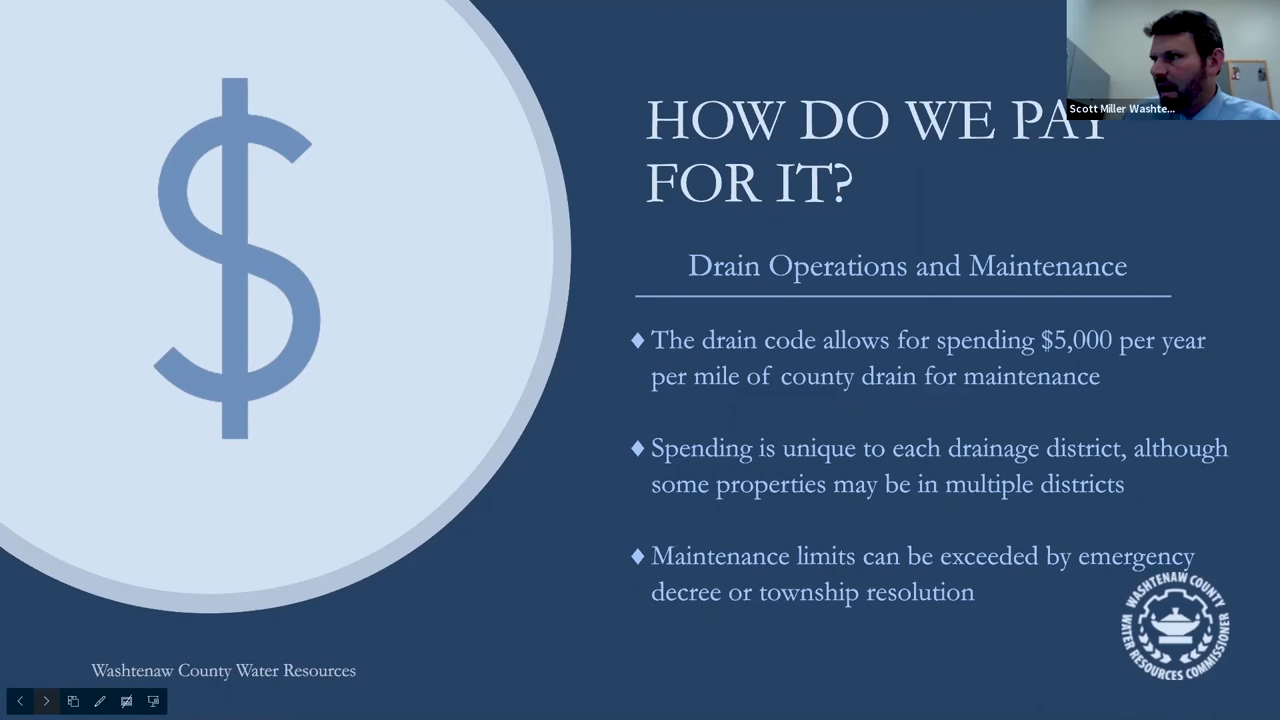 Scott Miller Washte...
HOW DO WE PAY
FOR IT?
Drain Operations and Maintenance
♦ The drain code allows for spending $5,000 per year
per mile of county drain for maintenance
♦ Spending is unique to each drainage district, although
some properties may be in multiple districts
♦ Maintenance limits can be exceeded by emergency
decree or township resolution
WASHTENAW COUNTY
WATER RESOURCES COMMISSIONER
Washtenaw County Water Resources
$